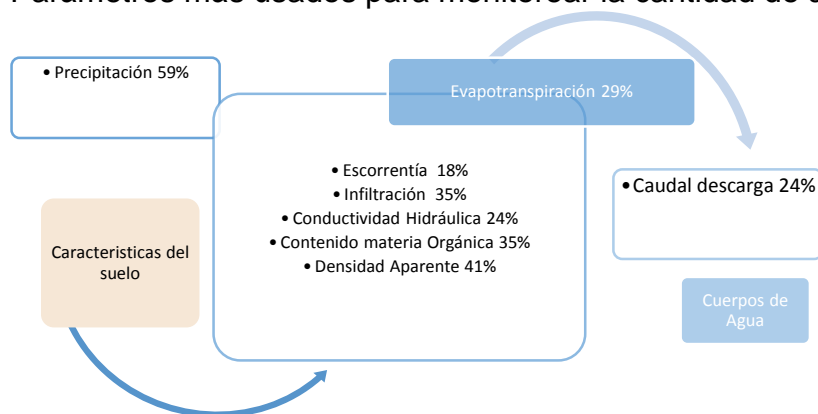 Parámetros más usados para monitorear la cantidad de
• Precipitación 59%
Evapotranspiración 29%
• Escorrentía 18%
• Infiltración 35%
• Conductividad Hidráulica 24%
• Contenido materia Orgánica 35%
• Densidad Aparente 41%
• Caudal descarga 24%
Caracteristicas del
suelo
Cuerpos de
Agua